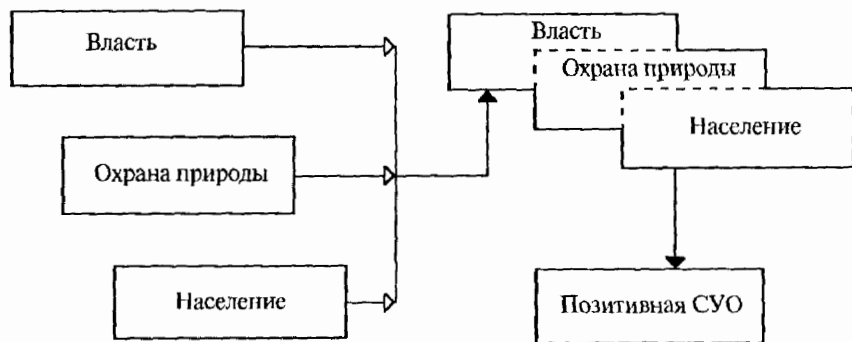 Власть
Охрана природы
Население
Власть
Охрана природы
Население
Позитивная СУО